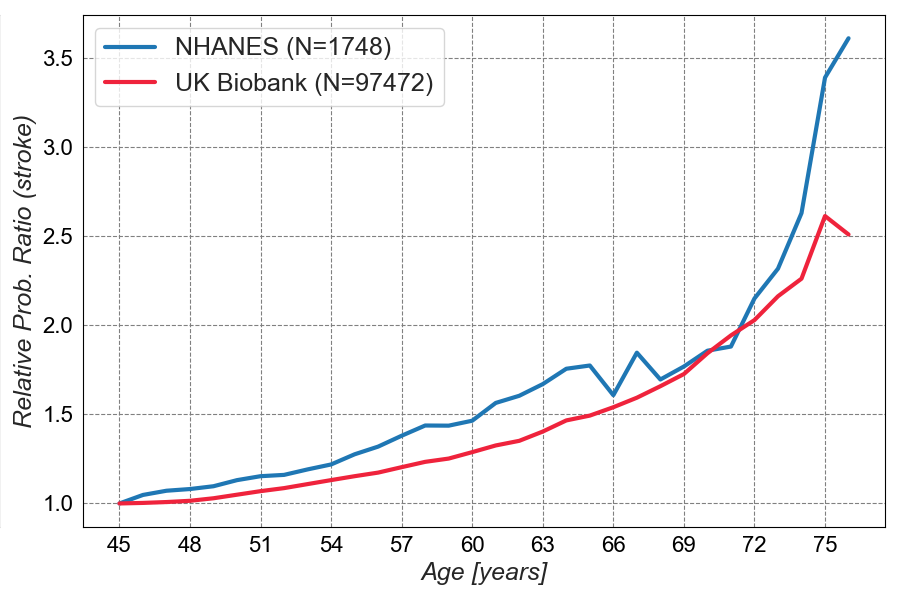 NHANES (N=1748)
UK Biobank (N=97472)
Relative Prob. Ratio (stroke)
3.5
3.0
2.5
2.0
1.5
1.0
45 48 51 54 57 60 63 66 69 72 75
Age [years]